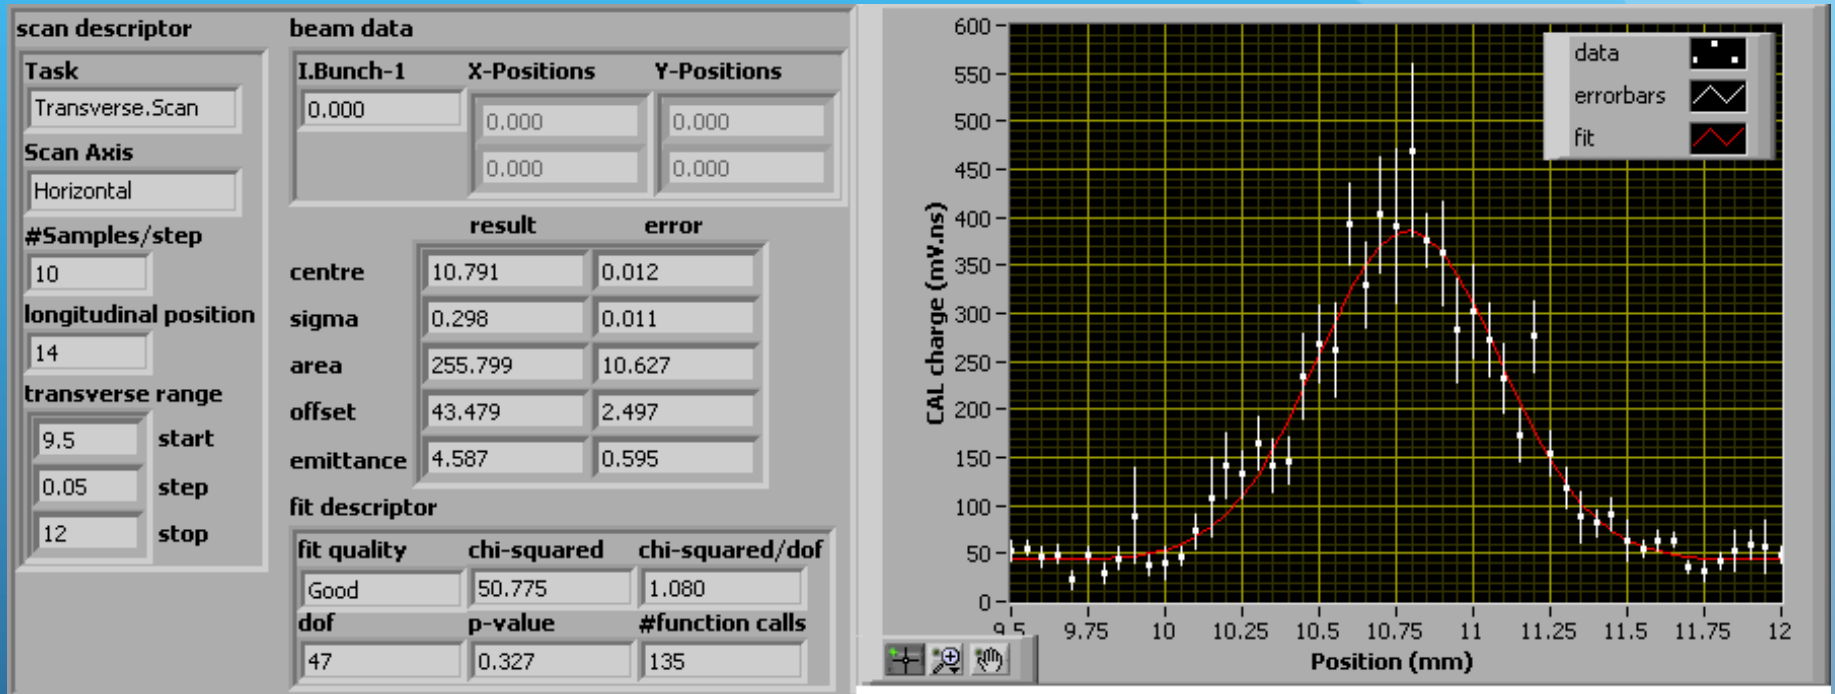 scan descriptor
Task
Transverse.Scan
Scan Axis
Horizontal
#Samples/step
10
longitudinal position
14
transverse range
9.5 start
0.05 step
12 stop
beam data
I.Bunch-1 X-Positions Y-Positions
0.000 0.000 0.000
0.000 0.000
result error
centre 10.791 0.012
sigma 0.298 0.011
area 255.799 10.627
offset 43.479 2.497
emittance 4.587 0.595
fit descriptor
fit quality chi-squared chi-squared/dof
Good 50.775 1.080
dof p-value #function calls
47 0.327 135
CAL charge (mV.ns)
600
550
500
450
400
350
300
250
200
150
100
50
0
data
errorbars
fit
9.5 9.75 10 10.25 10.5 10.75 11 11.25 11.5 11.75 12
Position (mm)